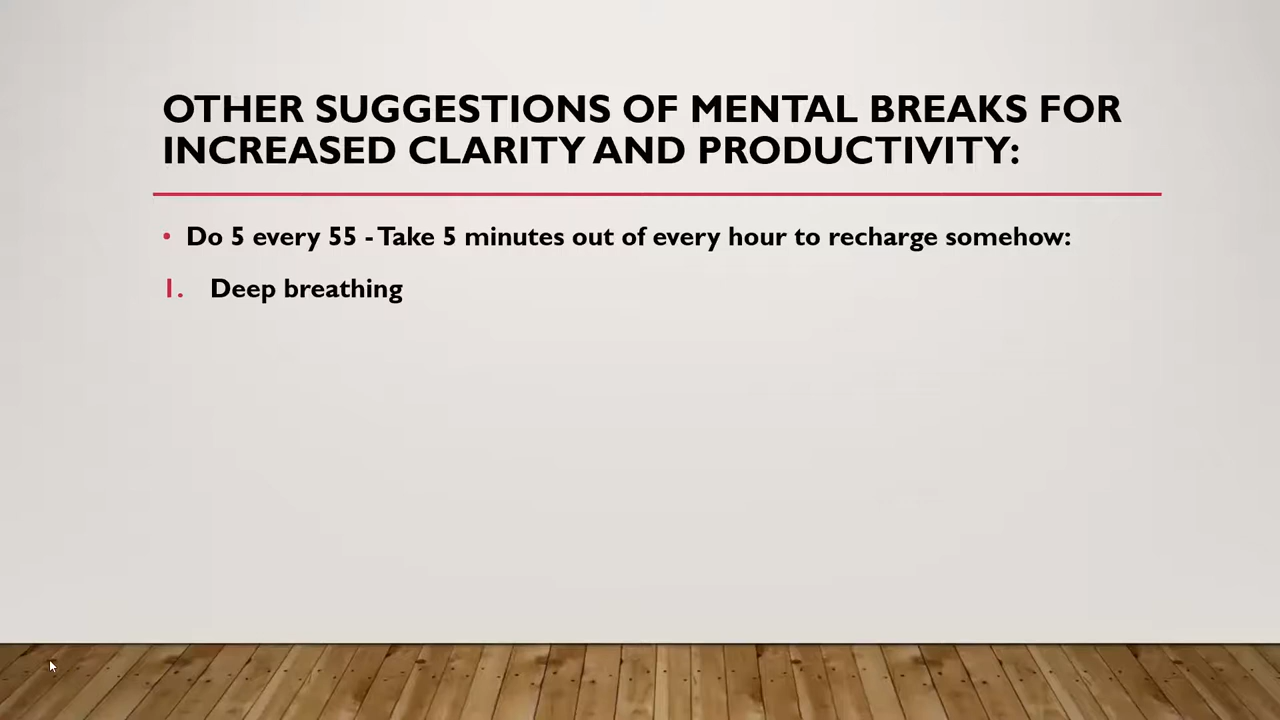 OTHER SUGGESTIONS OF MENTAL BREAKS FOR
INCREASED CLARITY AND PRODUCTIVITY:
• Do 5 every 55 - Take 5 minutes out of every hour to recharge somehow:
1. Deep breathing